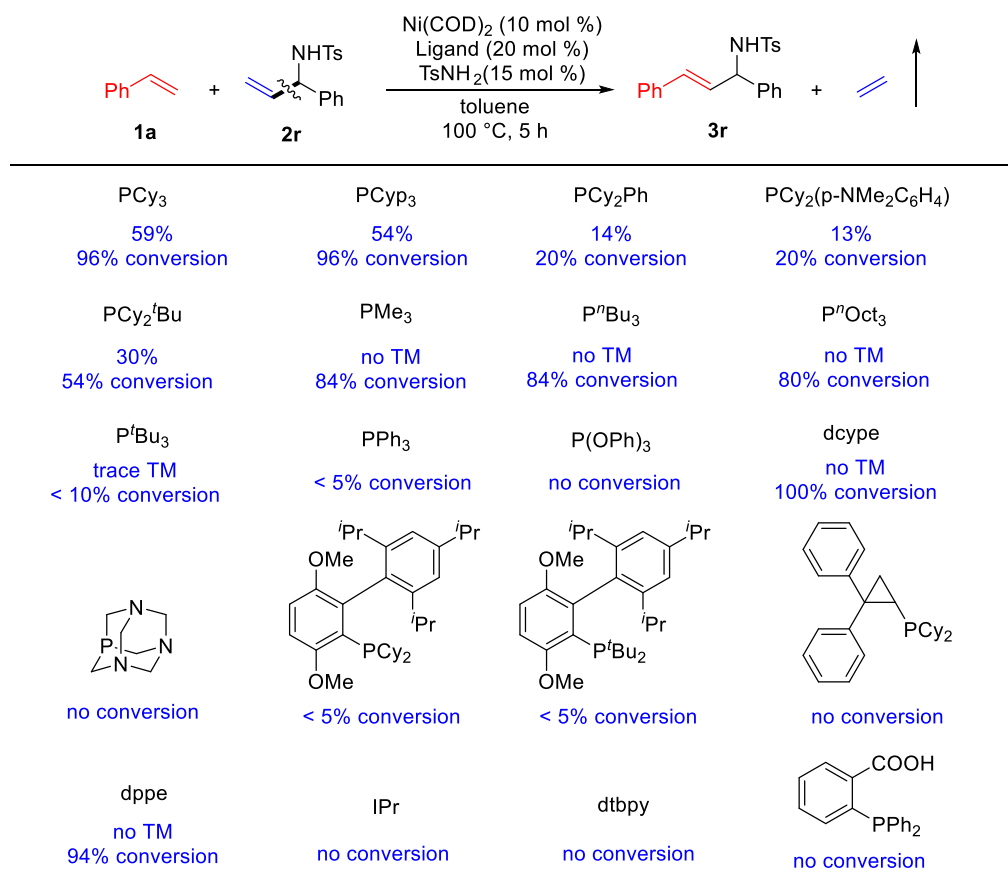 Ni(COD)2 (10 mol %)
Ligand (20 mol %)
TsNH2(15 mol %)
toluene
100 °C, 5 h
Ph
1a
+
NHTs
Ph
2r
NHTs
Ph
Ph
3r
+
PCy3
PCyp3
PCy2Ph
PCy2(p-NMe2C6H4)
59%
54%
14%
13%
96% conversion
96% conversion
20% conversion
20% conversion
PCy2tBu
PMe3
PnBu3
PnOct3
30%
no TM
no TM
no TM
54% conversion
84% conversion
84% conversion
80% conversion
PtBu3
PPh3
P(OPh)3
dcype
trace TM
< 10% conversion
< 5% conversion
no conversion
no TM
100% conversion
N
P
N
N
no conversion
iPr
iPr
OMe
iPr
PCy2
OMe
< 5% conversion
iPr
iPr
OMe
iPr
PtBu2
OMe
< 5% conversion
PCy2
no conversion
dppe
IPr
dtbpy
COOH
PPh2
no TM
94% conversion
no conversion
no conversion
no conversion